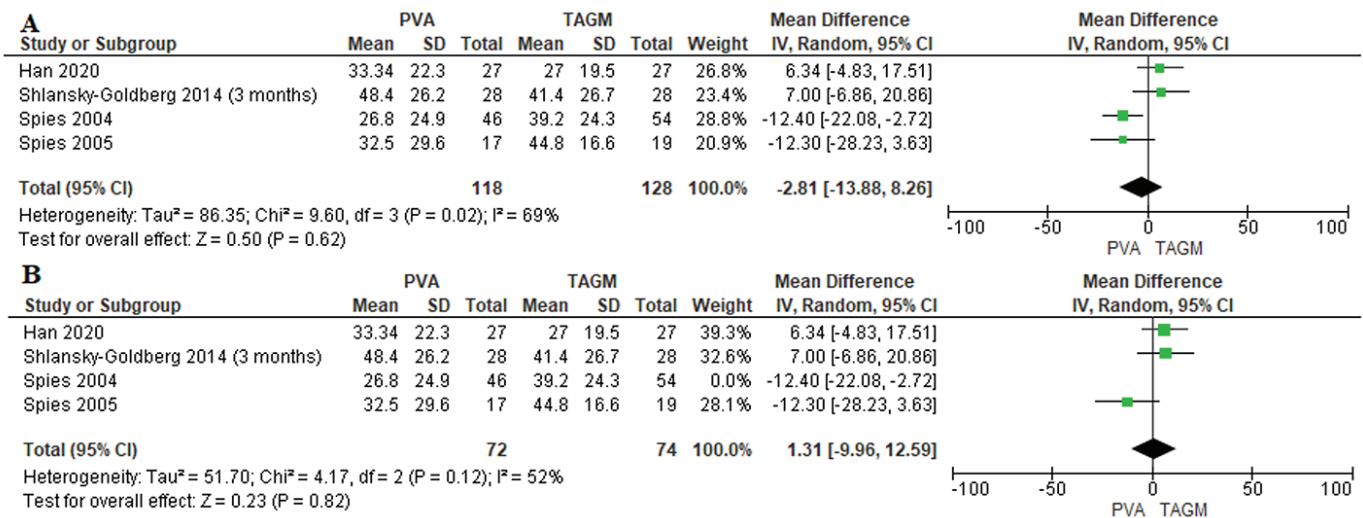 A PVA TAGM Mean Difference Mean Difference
Study or Subgroup Mean SD Total Mean SD Total Weight IV, Random, 95% CI IV, Random, 95% CI
Han 2020 33.34 22.3 27 27 19.5 27 26.8% 6.34 [-4.83, 17.51]
Shlansky-Goldberg 2014 (3 months) 48.4 26.2 28 41.4 26.7 28 23.4% 7.00 [-6.86, 20.86]
Spies 2004 26.8 24.9 46 39.2 24.3 54 28.8% -12.40 [-22.08, -2.72]
Spies 2005 32.5 29.6 17 44.8 16.6 19 20.9% -12.30 [-28.23, 3.63]
Total (95% CI) 118 128 100.0% -2.81 [-13.88, 8.26]
Heterogeneity: Tau² = 86.35; Chi² = 9.60, df = 3 (P = 0.02); I² = 69%
Test for overall effect: Z = 0.50 (P = 0.62)
-100 -50 0 50 100
PVA TAGM
B PVA TAGM Mean Difference Mean Difference
Study or Subgroup Mean SD Total Mean SD Total Weight IV, Random, 95% CI IV, Random, 95% CI
Han 2020 33.34 22.3 27 27 19.5 27 39.3% 6.34 [-4.83, 17.51]
Shlansky-Goldberg 2014 (3 months) 48.4 26.2 28 41.4 26.7 28 32.6% 7.00 [-6.86, 20.86]
Spies 2004 26.8 24.9 46 39.2 24.3 54 0.0% -12.40 [-22.08, -2.72]
Spies 2005 32.5 29.6 17 44.8 16.6 19 28.1% -12.30 [-28.23, 3.63]
Total (95% CI) 72 74 100.0% 1.31 [-9.96, 12.59]
Heterogeneity: Tau² = 51.70; Chi² = 4.17, df = 2 (P = 0.12); I² = 52%
Test for overall effect: Z = 0.23 (P = 0.82)
-100 -50 0 50 100
PVA TAGM